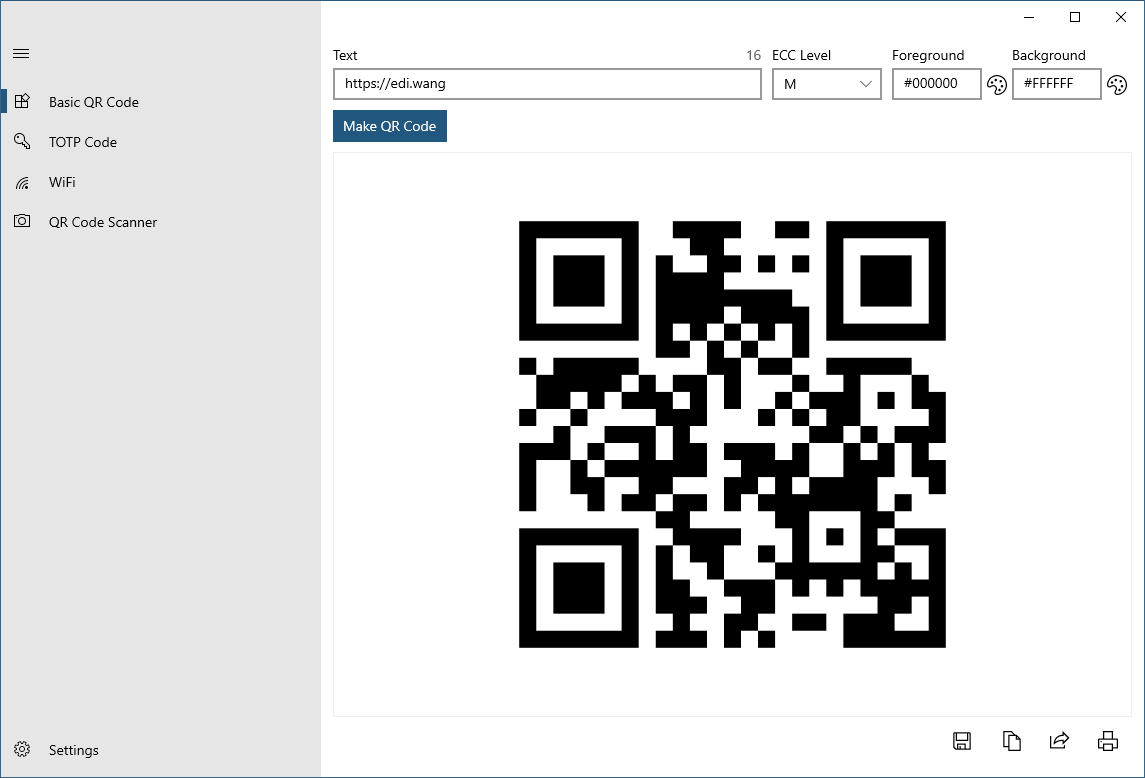 Basic QR Code
TOTP Code
WiFi
QR Code Scanner
Settings
Text 16 ECC Level Foreground Background
https://edi.wang M #000000 #FFFFFF
Make QR Code